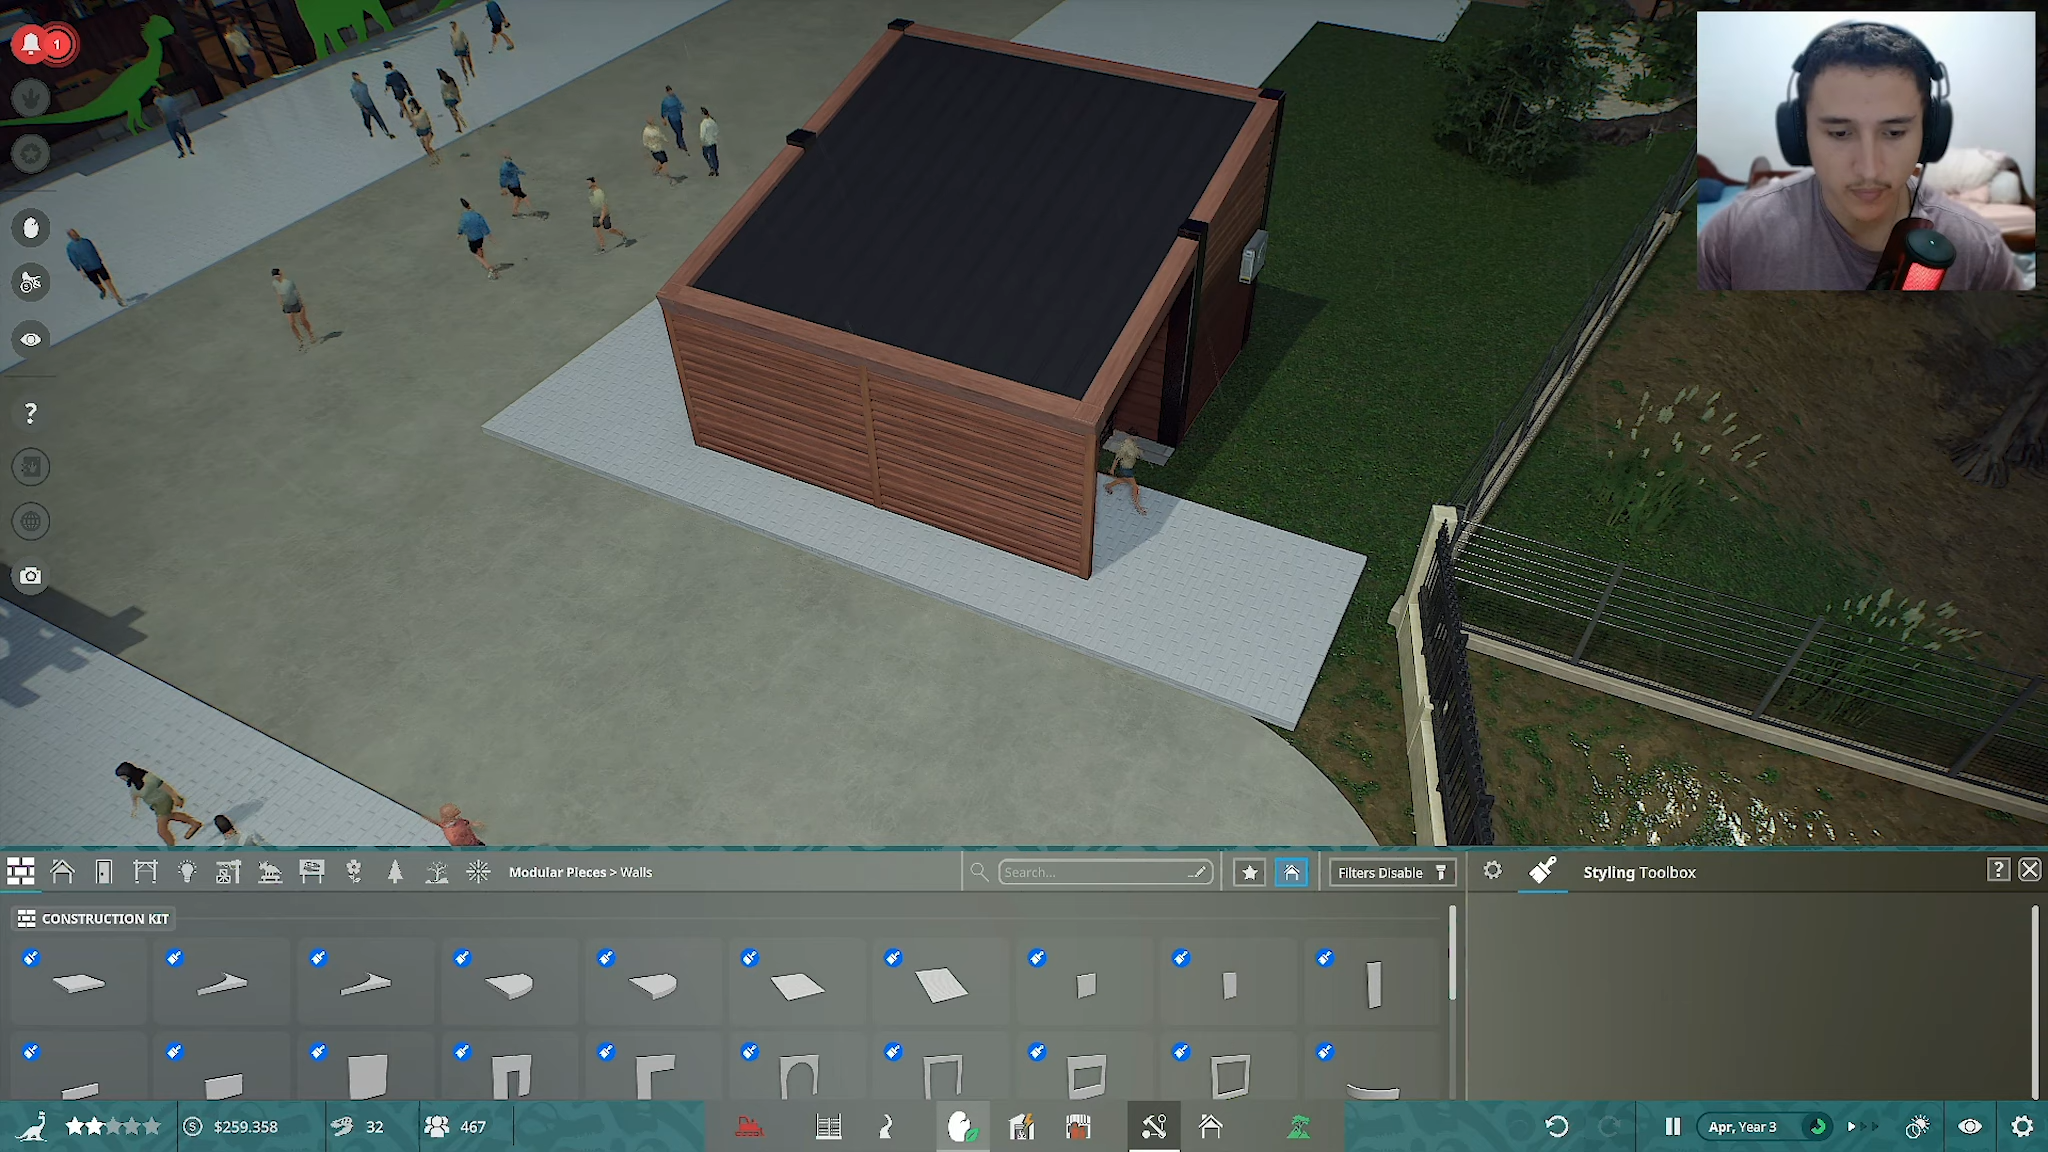 1
?
Modular Pieces > Walls
Search...
Filters Disable
Styling Toolbox
?
CONSTRUCTION KIT
$259.358
32
467
Apr, Year 3